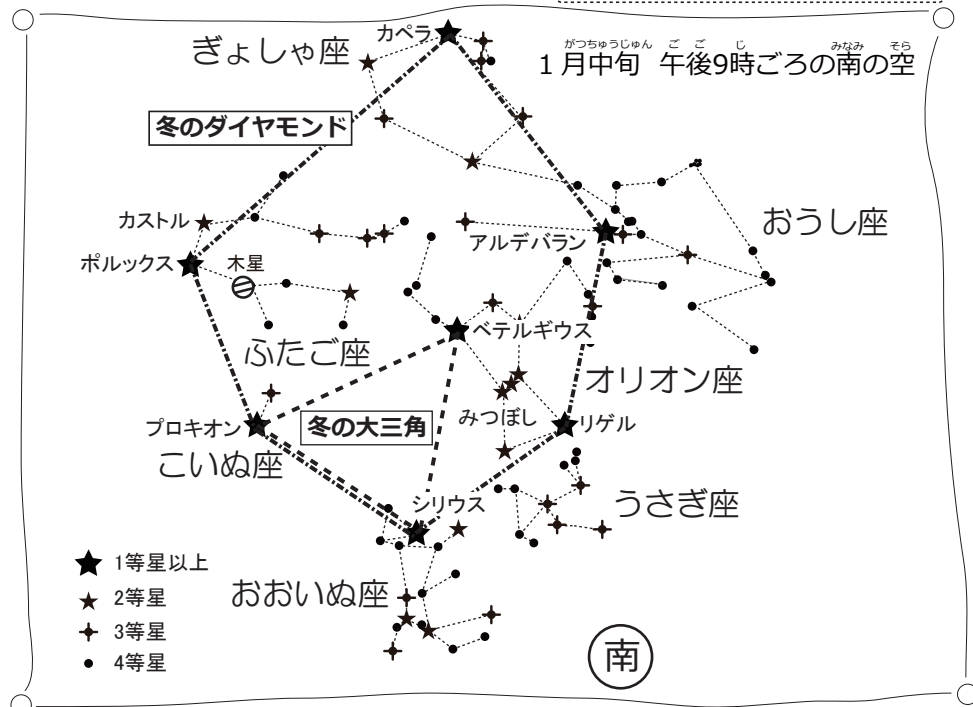 カペラ
ぎょしゃ座
がつちゅうじゅん ごご じ みなみ そら
1月中旬 午後9時ごろの南の空
冬のダイヤモンド
カストル
おうし座
アルデバラン
ポルックス
木星
ベテルギウス
ふたご座
オリオン座
みつぼし
リゲル
プロキオン
冬の大三角
こいぬ座
シリウス
うさぎ座
1等星以上
2等星
おおいぬ座
3等星
4等星
南